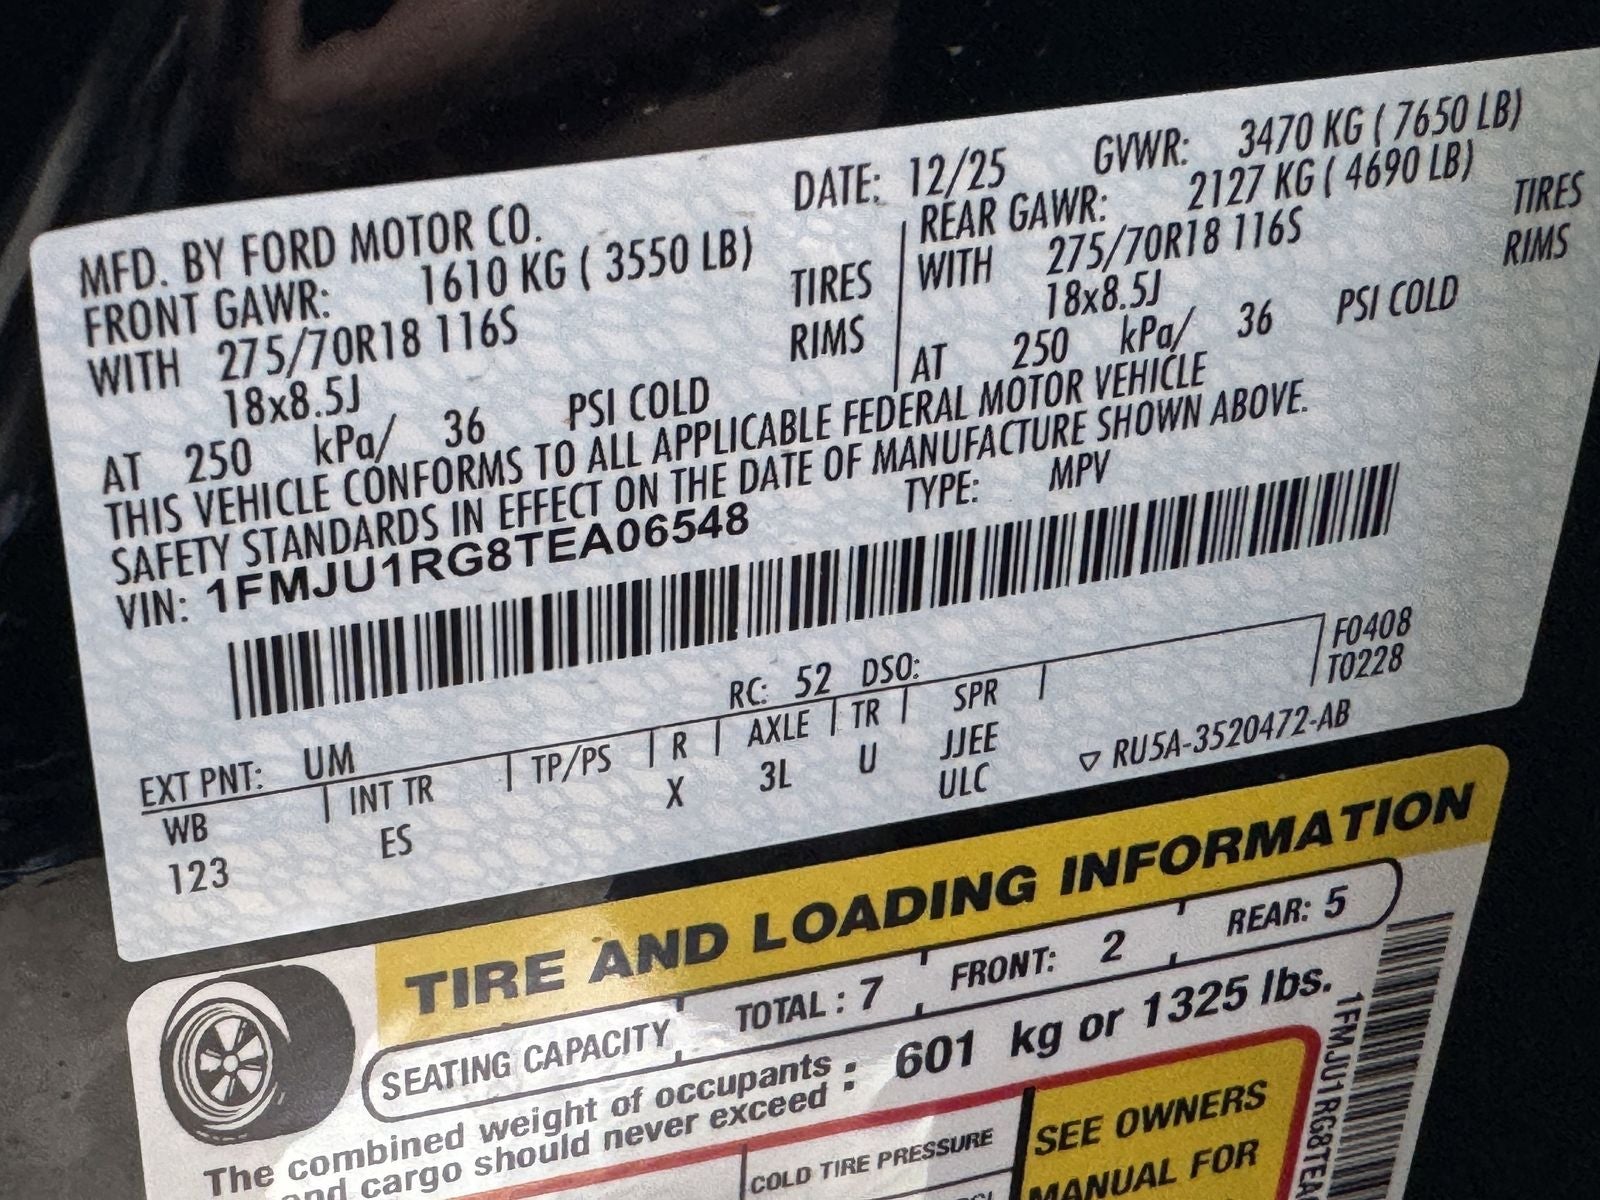 MFD. BY FORD MOTOR CO. DATE: 12/25 GVWR: 3470 KG ( 7650 LB)
FRONT GAWR: 1610 KG ( 3550 LB) REAR GAWR: 2127 KG ( 4690 LB)
WITH 275/70R18 116S TIRES WITH 275/70R18 116S TIRES
18x8.5J RIMS 18x8.5J RIMS
AT 250 kPa/ 36 PSI COLD AT 250 kPa/ 36 PSI COLD
THIS VEHICLE CONFORMS TO ALL APPLICABLE FEDERAL MOTOR VEHICLE
SAFETY STANDARDS IN EFFECT ON THE DATE OF MANUFACTURE SHOWN ABOVE.
VIN: 1FMJU1RG8TEA06548 TYPE: MPV
F0408
T0228
EXT PNT: UM RC: 52 DSO:
WB INT TR TP/PS R AXLE TR SPR
123 ES X 3L U JJEE
ULC
▽ RU5A-3520472-AB
TIRE AND LOADING INFORMATION
SEATING CAPACITY TOTAL : 7 FRONT: 2 REAR: 5
The combined weight of occupants
and cargo should never exceed : 601 kg or 1325 lbs.
COLD TIRE PRESSURE
SEE OWNERS
MANUAL FOR
1FMJU1RG8TEA